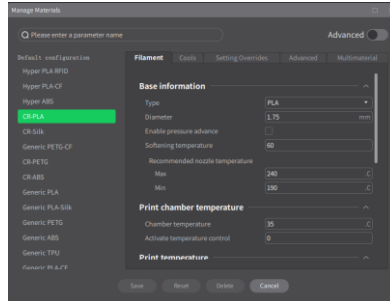 Manage Materials
Please enter a parameter name
Advanced
Default configuration
Hyper PLA RFID
Hyper PLA-CF
Hyper ABS
CR-PLA
CR-Silk
Generic PETG-CF
CR-PETG
CR-ABS
Generic PLA
Generic PLA-Silk
Generic PETG
Generic ABS
Generic TPU
Generic PLA-CF
Filament Cools Setting Overrides Advanced Multimaterial
Base information
Type PLA
Diameter 1.75 mm
Enable pressure advance
Softening temperature 60
Recommended nozzle temperature
Max 240 .C
Min 190 .C
Print chamber temperature
Chamber temperature 35 .C
Activate temperature control 0
Print temperature
Save Reset Delete Cancel